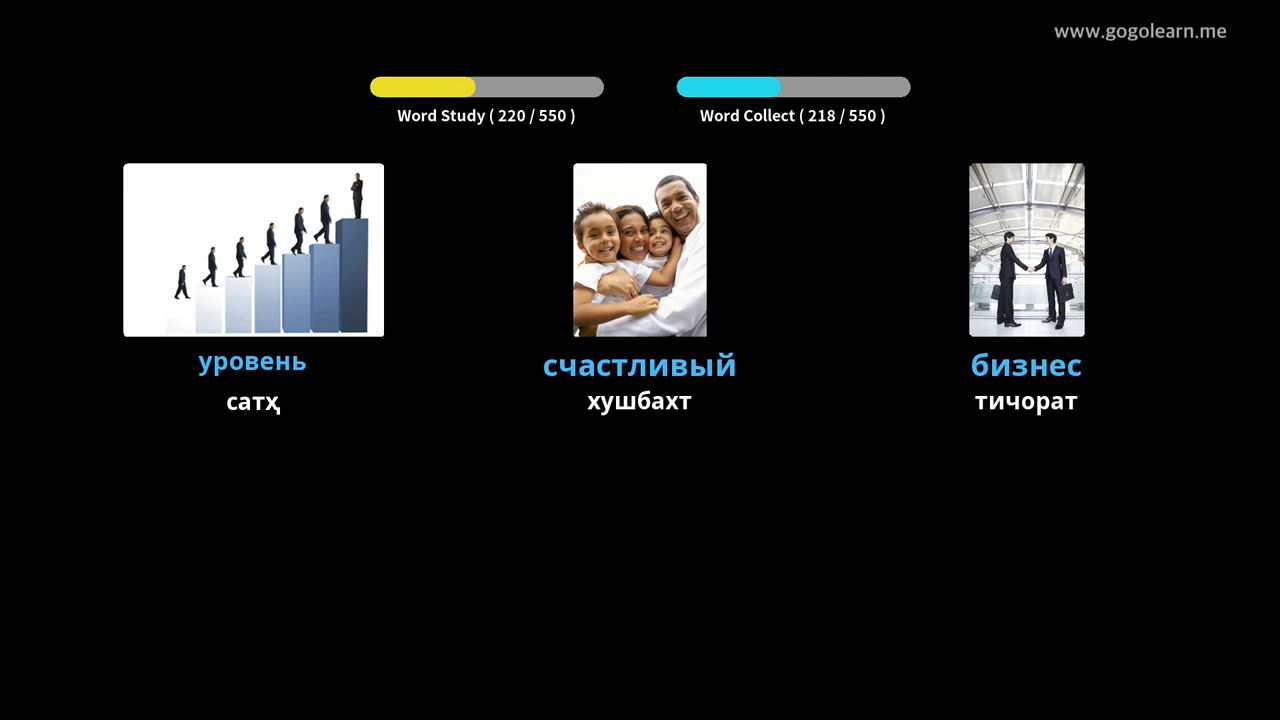 www.gogolearn.me
Word Study ( 220 / 550 )
Word Collect ( 218 / 550 )
уровень
счастливый
бизнес
сатҳ
хушбахт
тичорат